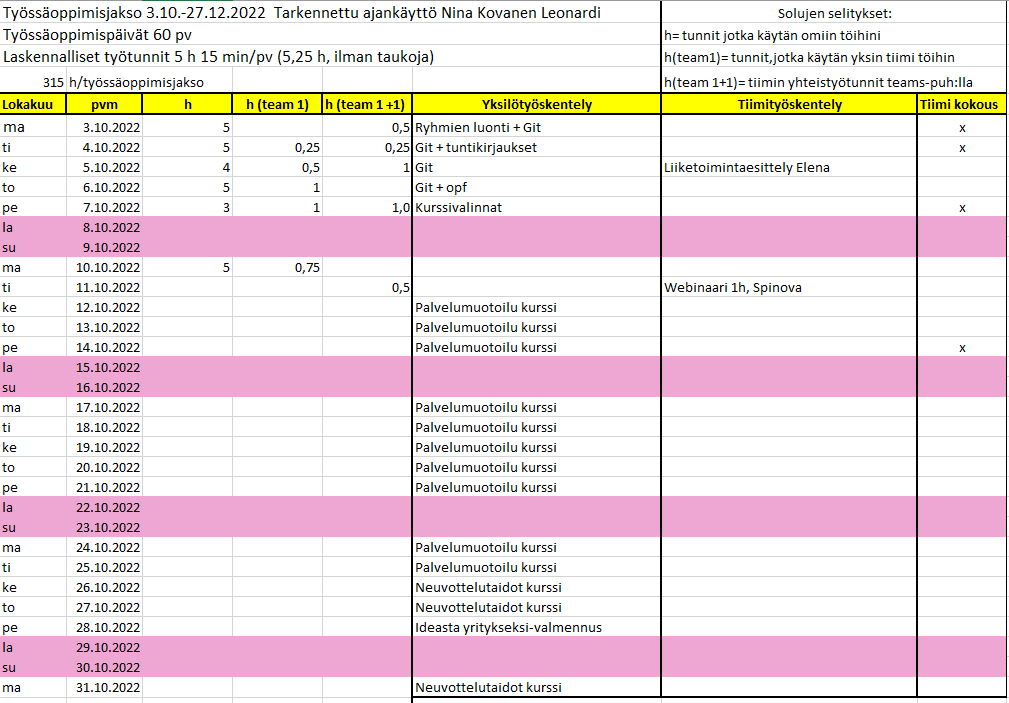 Työssäoppimisjakso 3.10.-27.12.2022 Tarkennettu ajankäyttö Nina Kovanen Leonardi
Solujen selitykset:
Työssäoppimispäivät 60 pv
h= tunnit jotka käytän omiin töihini
Laskennalliset työtunnit 5 h 15 min/pv (5,25 h, ilman taukoja)
h(team1)= tunnit,jotka käytän yksin tiimi töihin
315 h/työssäoppimisjakso
h(team 1+1)= tiimin yhteistyötunnit teams-puh:lla
Lokakuu pvm h h (team 1) h (team 1 +1) Yksilötyöskentely Tiimityöskentely Tiimi kokous
ma 3.10.2022 5 0,5 Ryhmien luonti + Git x
ti 4.10.2022 5 0,25 0,25 Git + tuntikirjaukset x
ke 5.10.2022 4 0,5 1 Git Liiketoimintaesittely Elena
to 6.10.2022 5 1 Git + opf
pe 7.10.2022 3 1 1,0 Kurssivalinnat x
la 8.10.2022
su 9.10.2022
ma 10.10.2022 5 0,75
ti 11.10.2022 0,5 Webinaari 1h, Spinova
ke 12.10.2022 Palvelumuotoilu kurssi
to 13.10.2022 Palvelumuotoilu kurssi
pe 14.10.2022 Palvelumuotoilu kurssi x
la 15.10.2022
su 16.10.2022
ma 17.10.2022 Palvelumuotoilu kurssi
ti 18.10.2022 Palvelumuotoilu kurssi
ke 19.10.2022 Palvelumuotoilu kurssi
to 20.10.2022 Palvelumuotoilu kurssi
pe 21.10.2022 Palvelumuotoilu kurssi
la 22.10.2022
su 23.10.2022
ma 24.10.2022 Palvelumuotoilu kurssi
ti 25.10.2022 Palvelumuotoilu kurssi
ke 26.10.2022 Neuvottelutaidot kurssi
to 27.10.2022 Neuvottelutaidot kurssi
pe 28.10.2022 Ideasta yritykseksi-valmennus
la 29.10.2022
su 30.10.2022
ma 31.10.2022 Neuvottelutaidot kurssi